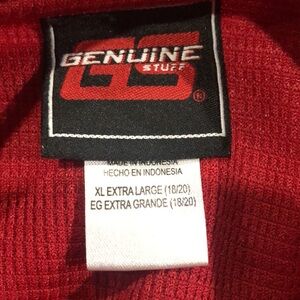 GENUINE
STUFF
GS
®
MADE IN INDONESIA
HECHO EN INDONESIA
XL EXTRA LARGE (18/20)
EG EXTRA GRANDE (18/20)